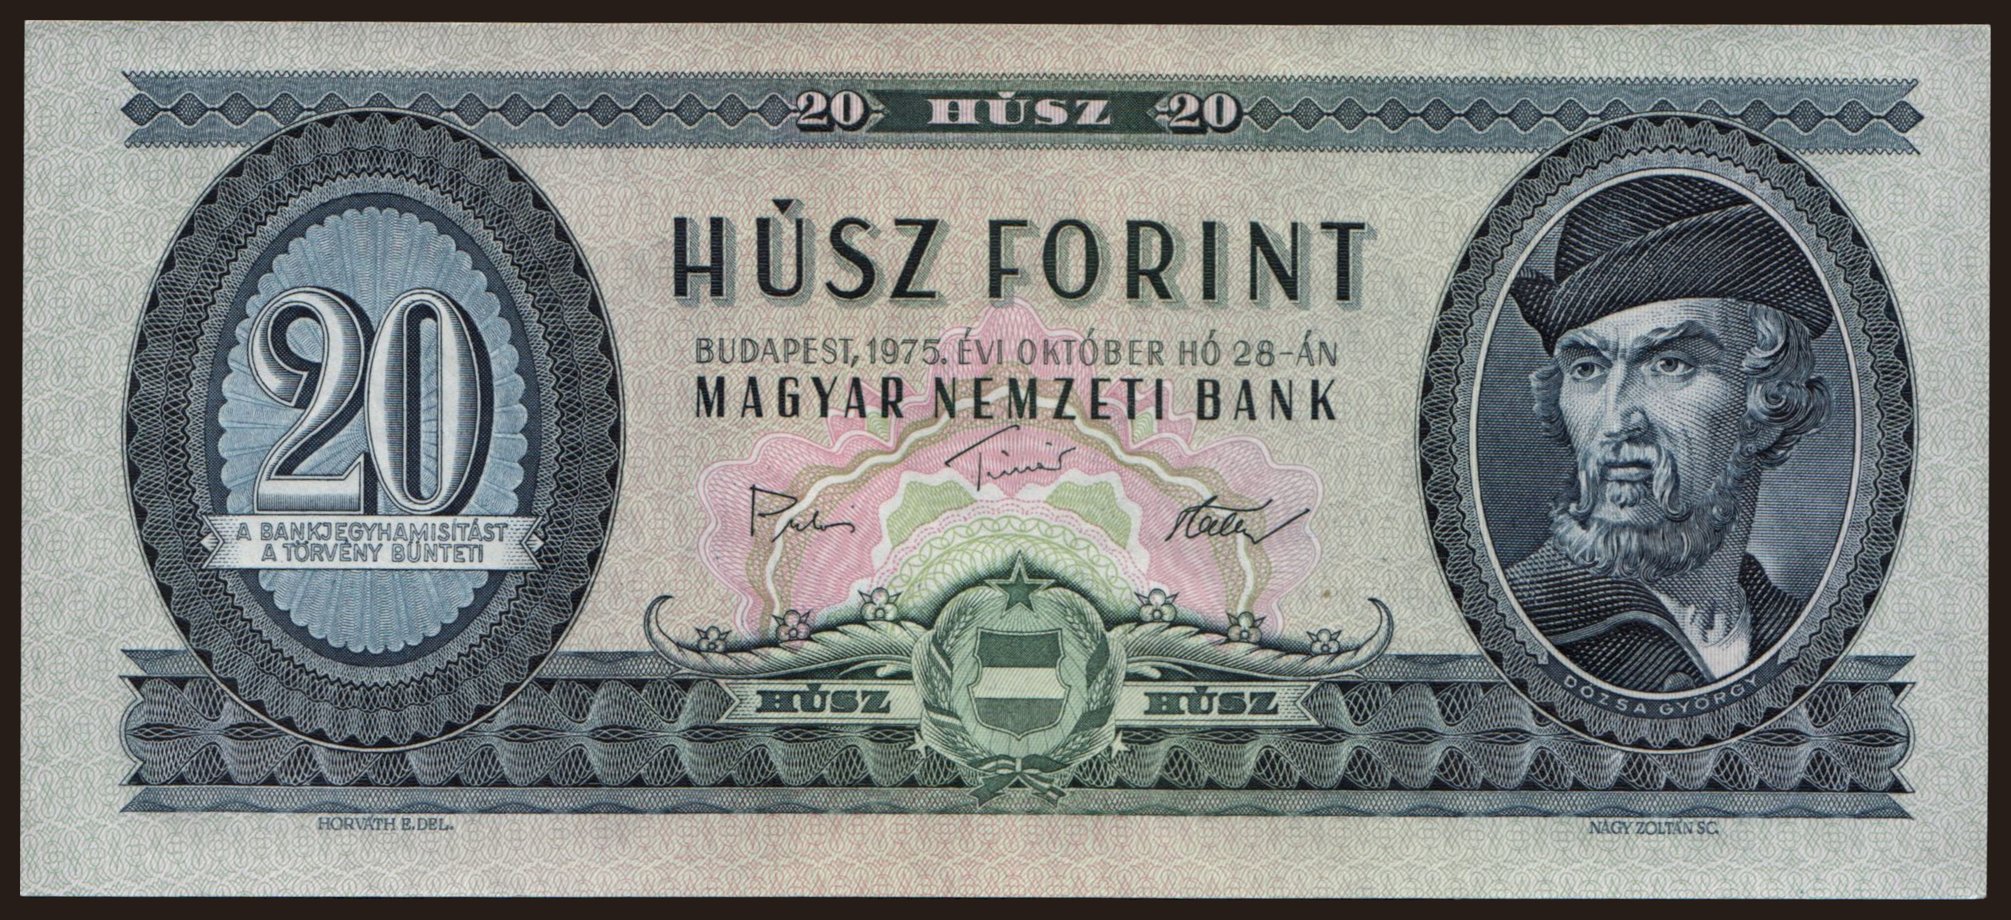 20 HÚSZ 20
HÚSZ FORINT
BUDAPEST, 1975. ÉVI OKTÓBER HÓ 28-ÁN
MAGYAR NEMZETI BANK
20
A BANKJEGYHAMISÍTÁST
A TÖRVÉNY BÜNTETI
HÚSZ HÚSZ
DÓZSA GYÖRGY
HORVÁTH E. DEL.
NAGY ZOLTÁN SC.